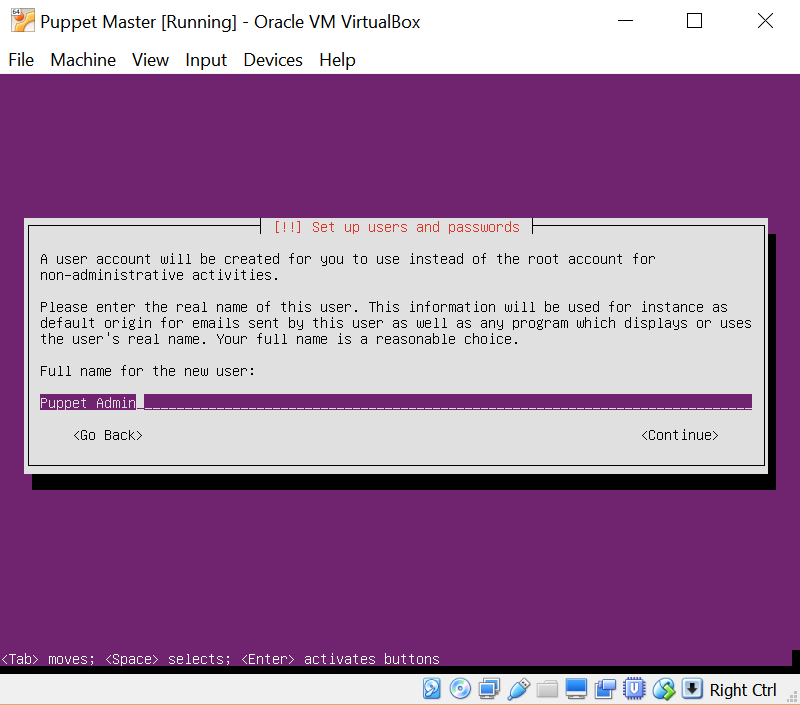 64
Puppet Master [Running] - Oracle VM VirtualBox
File Machine View Input Devices Help
[!!] Set up users and passwords
A user account will be created for you to use instead of the root account for
non-administrative activities.
Please enter the real name of this user. This information will be used for instance as
default origin for emails sent by this user as well as any program which displays or uses
the user's real name. Your full name is a reasonable choice.
Full name for the new user:
Puppet Admin
<Go Back> <Continue>
<Tab> moves; <Space> selects; <Enter> activates buttons
Right Ctrl